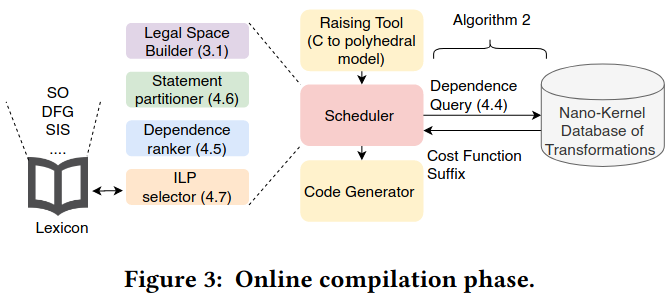 SO
DFG
SIS
....
Lexicon
Legal Space
Builder (3.1)
Statement
partitioner (4.6)
Dependence
ranker (4.5)
ILP
selector (4.7)
Raising Tool
(C to polyhedral
model)
Scheduler
Code Generator
Algorithm 2
Dependence
Query (4.4)
Cost Function
Suffix
Nano-Kernel
Database of
Transformations
Figure 3: Online compilation phase.